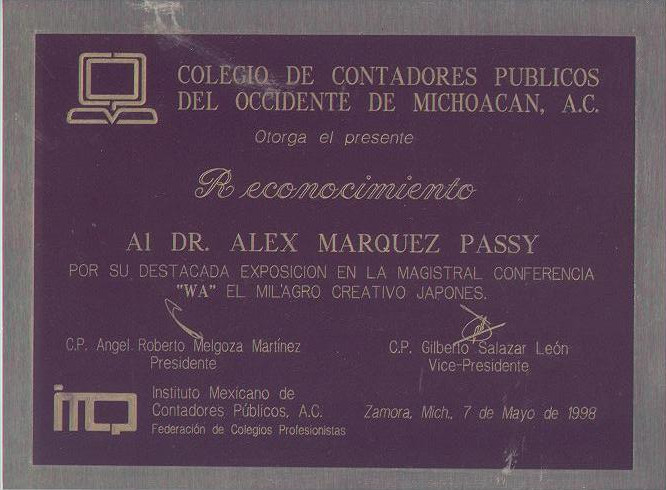 COLEGIO DE CONTADORES PUBLICOS
DEL OCCIDENTE DE MICHOACAN, A.C.
Otorga el presente
Reconocimiento
Al DR. ALEX MARQUEZ PASSY
POR SU DESTACADA EXPOSICION EN LA MAGISTRAL CONFERENCIA
"WA" EL MILAGRO CREATIVO JAPONES.
C.P. Angel Roberto Melgoza Martínez
Presidente
C.P. Gilberto Salazar León
Vice-Presidente
imcp
Instituto Mexicano de
Contadores Públicos, A.C.
Federación de Colegios Profesionistas
Zamora, Mich., 7 de Mayo de 1998